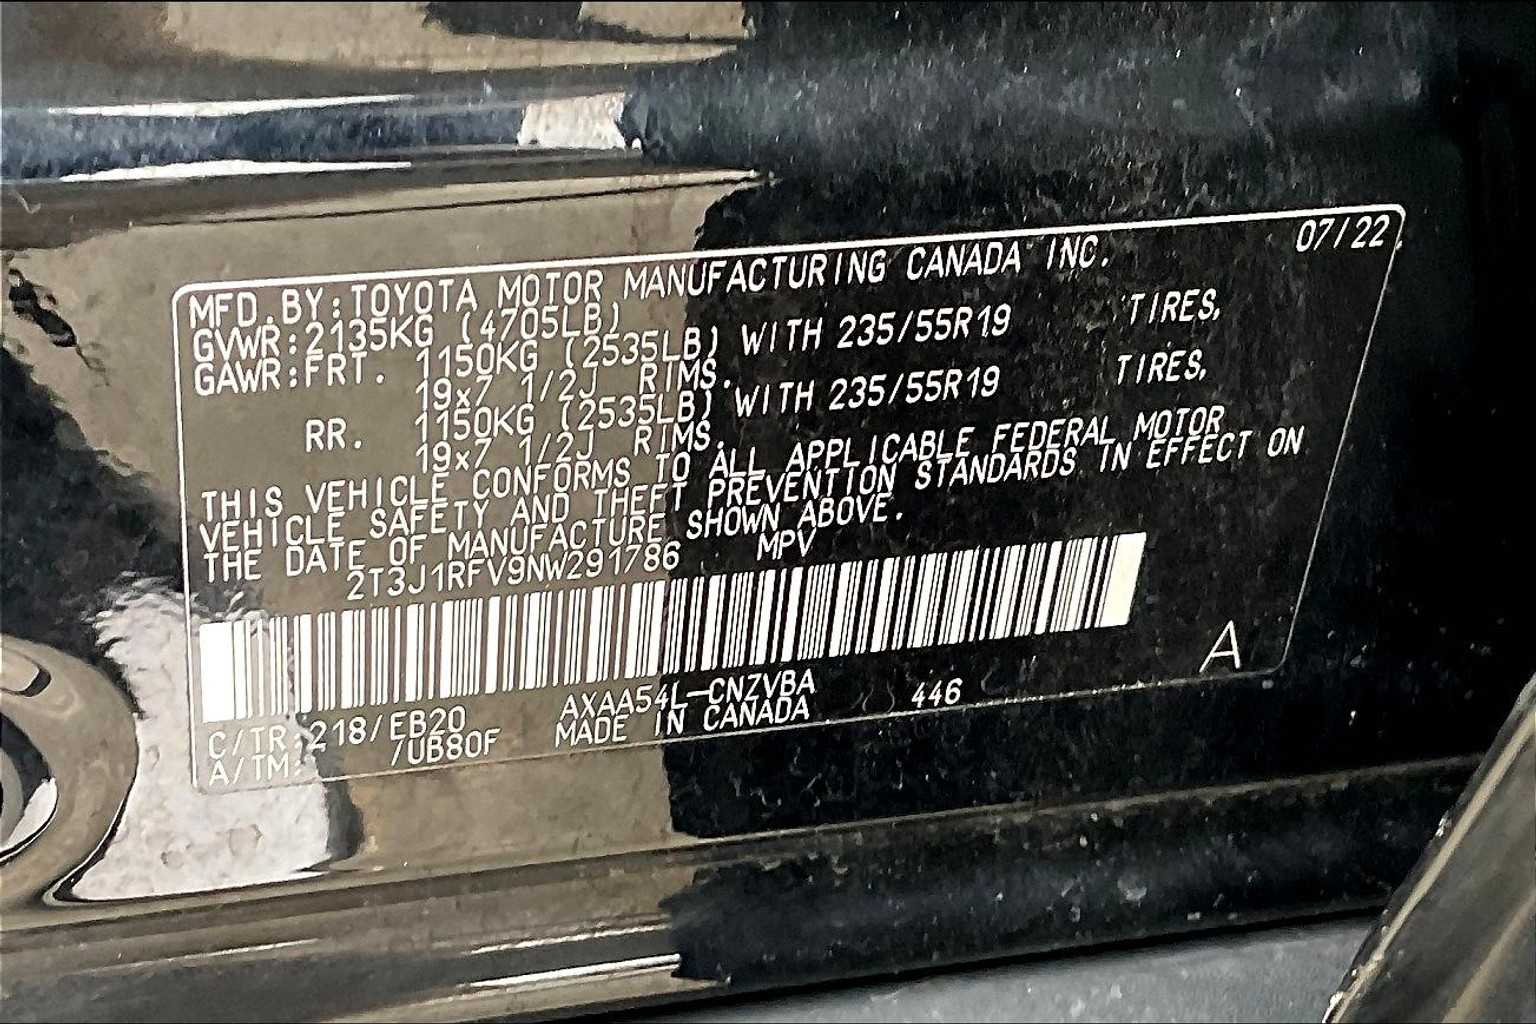 07/22
MFD.BY:TOYOTA MOTOR MANUFACTURING CANADA INC.
GVWR:2135KG (4705LB)
GAWR:FRT. 1150KG (2535LB) WITH 235/55R19 TIRES,
19x7 1/2J RIMS.
RR. 1150KG (2535LB) WITH 235/55R19 TIRES,
19x7 1/2J RIMS.
THIS VEHICLE CONFORMS TO ALL APPLICABLE FEDERAL MOTOR
VEHICLE SAFETY AND THEFT PREVENTION STANDARDS IN EFFECT ON
THE DATE OF MANUFACTURE SHOWN ABOVE.
2T3J1RFV9NW291786 MPV
C/TR:218/EB20 AXAA54L-CNZVBA 446 A
A/TM: /UB80F MADE IN CANADA